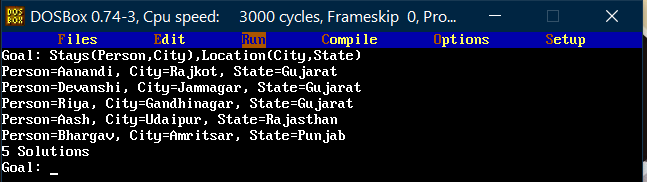 DOSBox 0.74-3, Cpu speed: 3000 cycles, Frameskip 0, Pro...
Files Edit Run Compile Options Setup
Goal: Stays(Person,City),Location(City,State)
Person=Aanandi, City=Rajkot, State=Gujarat
Person=Devanshi, City=Jamnagar, State=Gujarat
Person=Riya, City=Gandhinagar, State=Gujarat
Person=Aash, City=Udaipur, State=Rajasthan
Person=Bhargav, City=Amritsar, State=Punjab
5 Solutions
Goal: _